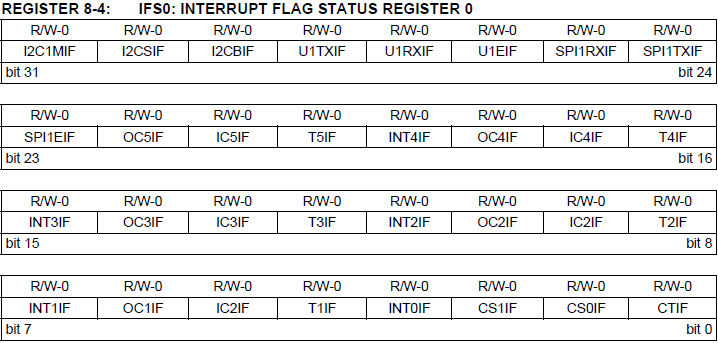 REGISTER 8-4: IFS0: INTERRUPT FLAG STATUS REGISTER 0
R/W-0 R/W-0 R/W-0 R/W-0 R/W-0 R/W-0 R/W-0 R/W-0
I2C1MIF I2CSIF I2CBIF U1TXIF U1RXIF U1EIF SPI1RXIF SPI1TXIF
bit 31 bit 24
R/W-0 R/W-0 R/W-0 R/W-0 R/W-0 R/W-0 R/W-0 R/W-0
SPI1EIF OC5IF IC5IF T5IF INT4IF OC4IF IC4IF T4IF
bit 23 bit 16
R/W-0 R/W-0 R/W-0 R/W-0 R/W-0 R/W-0 R/W-0 R/W-0
INT3IF OC3IF IC3IF T3IF INT2IF OC2IF IC2IF T2IF
bit 15 bit 8
R/W-0 R/W-0 R/W-0 R/W-0 R/W-0 R/W-0 R/W-0 R/W-0
INT1IF OC1IF IC2IF T1IF INT0IF CS1IF CS0IF CTIF
bit 7 bit 0